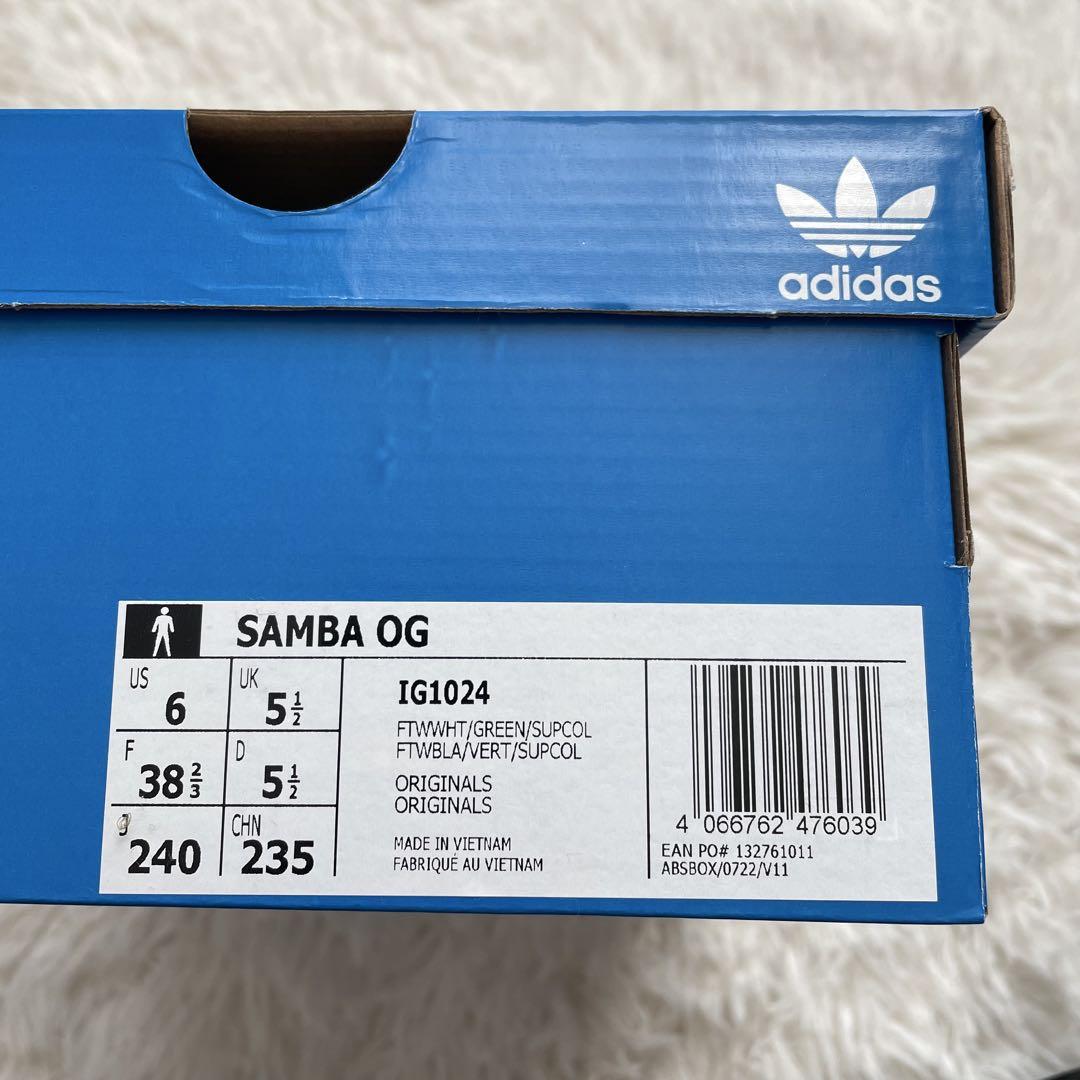 adidas
SAMBA OG
US
6
UK
5 1/2
F
38 2/3
D
5 1/2
J
240
CHN
235
IG1024
FTWWHT/GREEN/SUPCOL
FTWBLA/VERT/SUPCOL
ORIGINALS
ORIGINALS
MADE IN VIETNAM
FABRIQUÉ AU VIETNAM
4 066762 476039
EAN PO# 132761011
ABSBOX/0722/V11